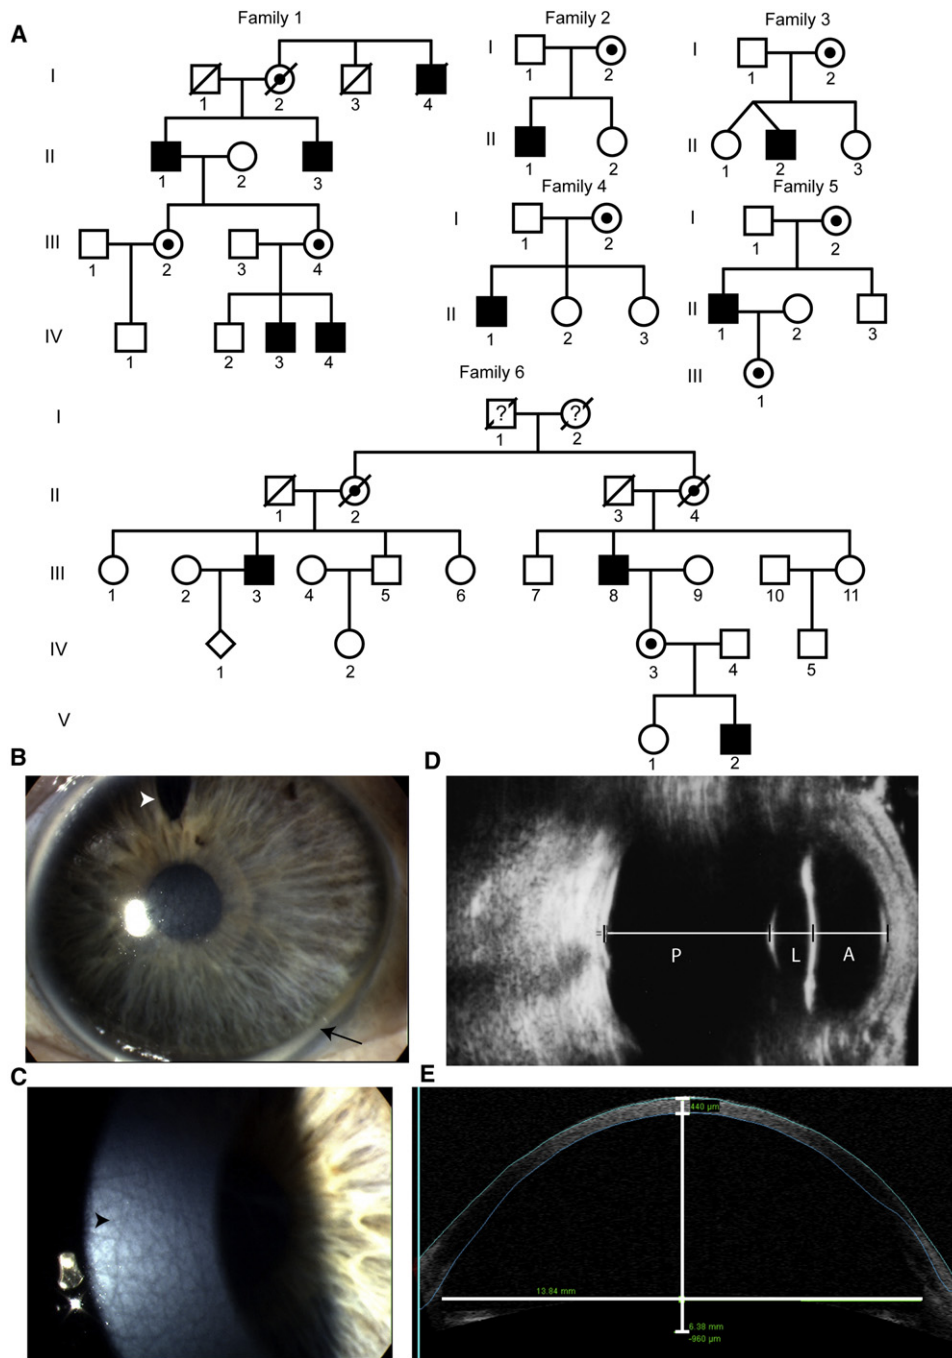 A
Family 1
Family 2
Family 3
I
1
2
3
4
II
1
2
3
III
1
2
3
4
IV
1
2
3
4
I
1
2
II
1
2
I
1
2
II
1
2
3
Family 4
Family 5
I
1
2
II
1
2
3
I
1
2
II
1
2
3
III
1
Family 6
I
? ?
1 2
II
1
2
3
4
III
1
2
3
4
5
6
7
8
9
10
11
IV
1
2
3
4
5
V
1
2
B
D
P L A
C
E
440 µm
13.84 mm
6.38 mm
-960 µm